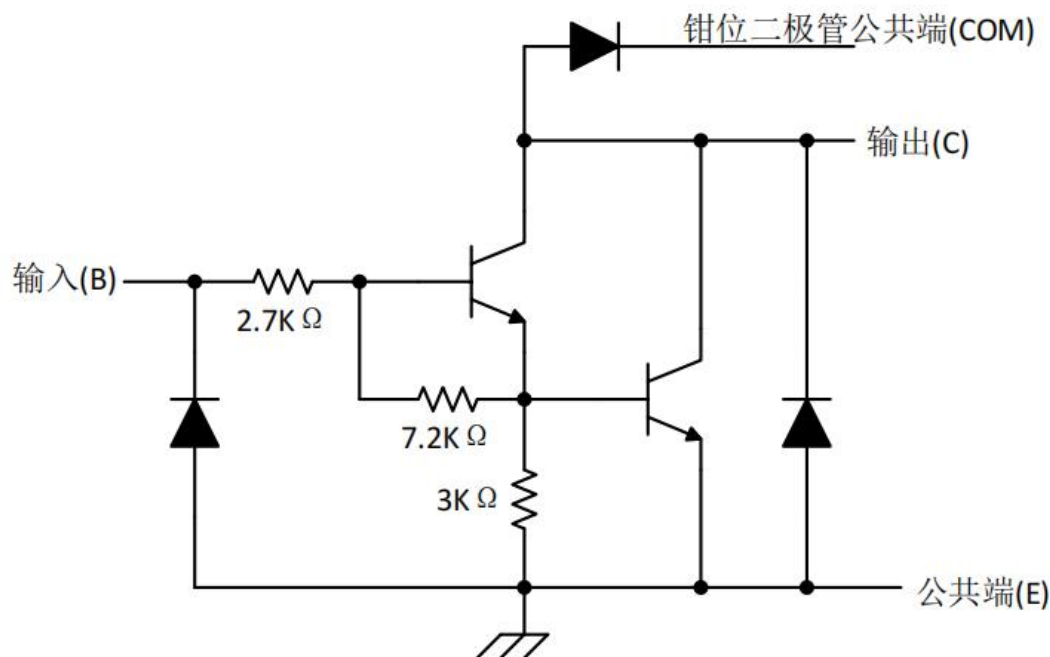 钳位二极管公共端(COM)
输出(C)
输入(B)
2.7K Ω
7.2K Ω
3K Ω
公共端(E)